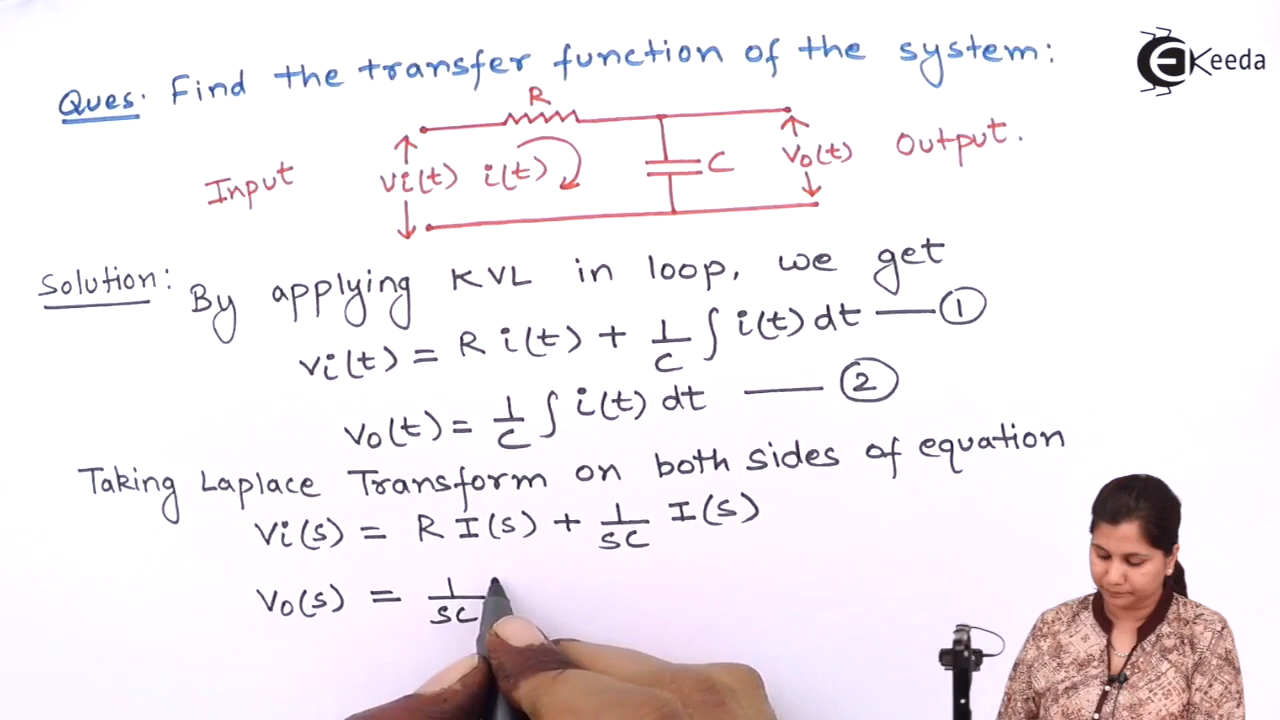 Ques. Find the transfer function of the system:
EKeeda
R
Input Vi(t) i(t) C Vo(t) Output.
Solution: By applying KVL in loop, we get
Vi(t) = R i(t) + 1/C ∫ i(t) dt —— ①
Vo(t) = 1/C ∫ i(t) dt —— ②
Taking Laplace Transform on both sides of equation
Vi(s) = R I(s) + 1/SC I(s)
Vo(s) = 1/SC